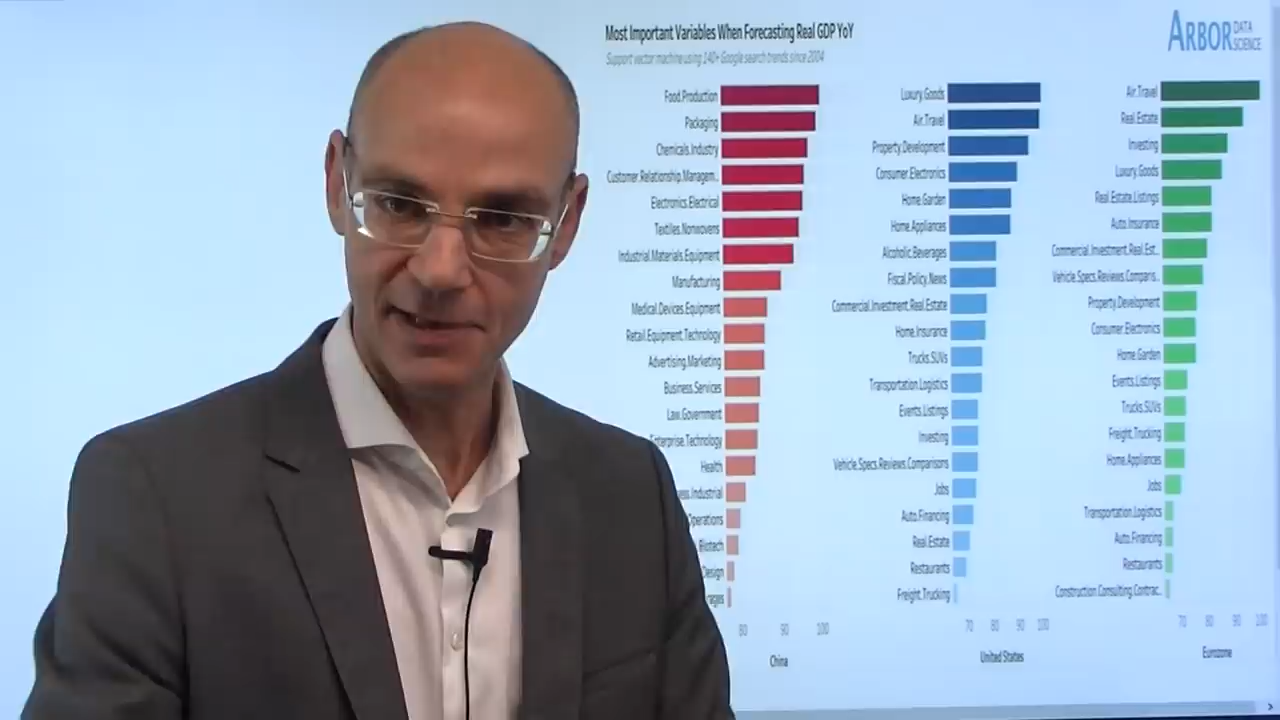 Most Important Variables When Forecasting Real GDP YoY
Support vector machine using 140+ Google search trends since 2004
ARBOR DATA SCIENCE
Food.Production
Packaging
Chemicals.Industry
Customer.Relationship.Managem..
Electronics.Electrical
Textiles.Nonwovens
Industrial.Materials.Equipment
Manufacturing
Medical.Devices.Equipment
Retail.Equipment.Technology
Advertising.Marketing
Business.Services
Law.Government
Enterprise.Technology
Health
ess.Industrial
Operations
Biotech
Design
rages
80 90 100
China
Luxury.Goods
Air.Travel
Property.Development
Consumer.Electronics
Home.Garden
Home.Appliances
Alcoholic.Beverages
Fiscal.Policy.News
Commercial.Investment.Real.Estate
Home.Insurance
Trucks.SUVs
Transportation.Logistics
Events.Listings
Investing
Vehicle.Specs.Reviews.Comparisons
Jobs
Auto.Financing
Real.Estate
Restaurants
Freight.Trucking
70 80 90 100
United States
Air.Travel
Real.Estate
Investing
Luxury.Goods
Real.Estate.Listings
Auto.Insurance
Commercial.Investment.Real.Est..
Vehicle.Specs.Reviews.Comparis..
Property.Development
Consumer.Electronics
Home.Garden
Events.Listings
Trucks.SUVs
Freight.Trucking
Home.Appliances
Jobs
Transportation.Logistics
Auto.Financing
Restaurants
Construction.Consulting.Contrac..
70 80 90 100
Eurozone